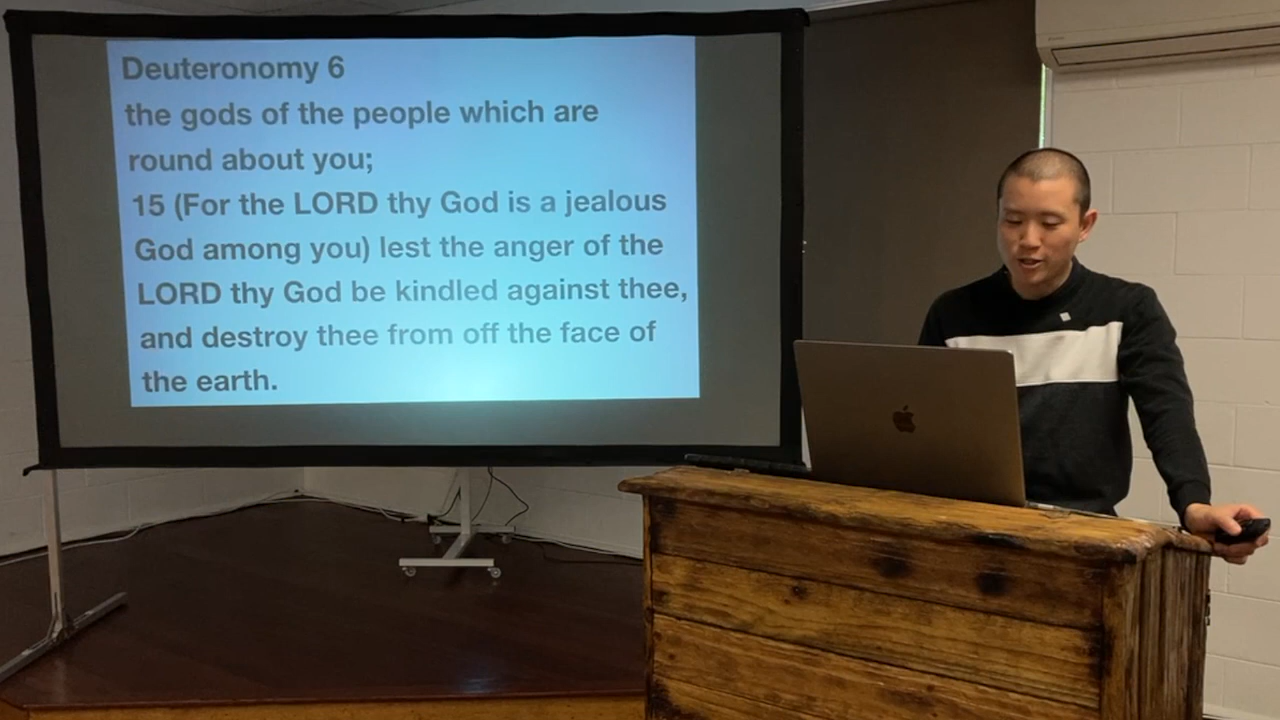 Deuteronomy 6
the gods of the people which are
round about you;
15 (For the LORD thy God is a jealous
God among you) lest the anger of the
LORD thy God be kindled against thee,
and destroy thee from off the face of
the earth.